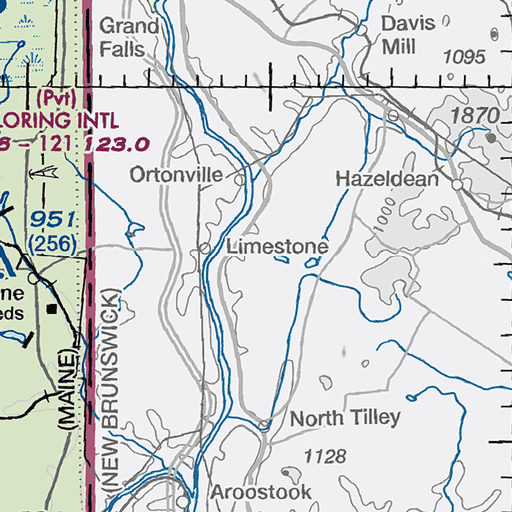 Grand
Falls
Davis
Mill
1095
(Pvt)
LORING INTL
– 121 123.0
1870
Ortonville
Hazeldean
951
(256)
Limestone
1000
(MAINE)
(NEW BRUNSWICK)
North Tilley
1128
Aroostook